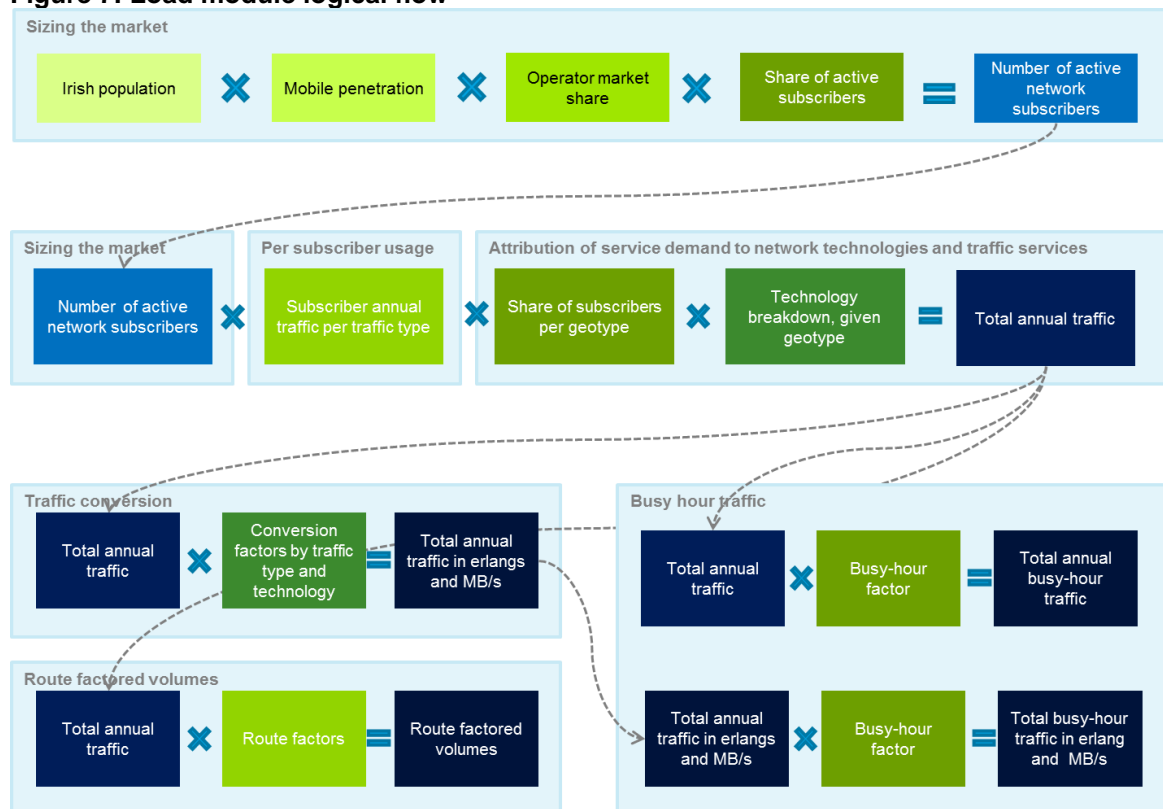 Figure 7: Load module logical flow
Sizing the market
Irish population
Mobile penetration
Operator market
share
Share of active
subscribers
Number of active
network
subscribers
Sizing the market
Number of active
network subscribers
Per subscriber usage
Subscriber annual
traffic per traffic type
Attribution of service demand to network technologies and traffic services
Share of subscribers
per geotype
Technology
breakdown, given
geotype
Total annual traffic
Traffic conversion
Total annual
traffic
Conversion
factors by traffic
type and
technology
Total annual
traffic in erlangs
and MB/s
Route factored volumes
Total annual
traffic
Route factors
Route factored
volumes
Busy hour traffic
Total annual
traffic
Busy-hour
factor
Total annual
busy-hour
traffic
Total annual
traffic in erlangs
and MB/s
Busy-hour
factor
Total busy-hour
traffic in erlang
and MB/s